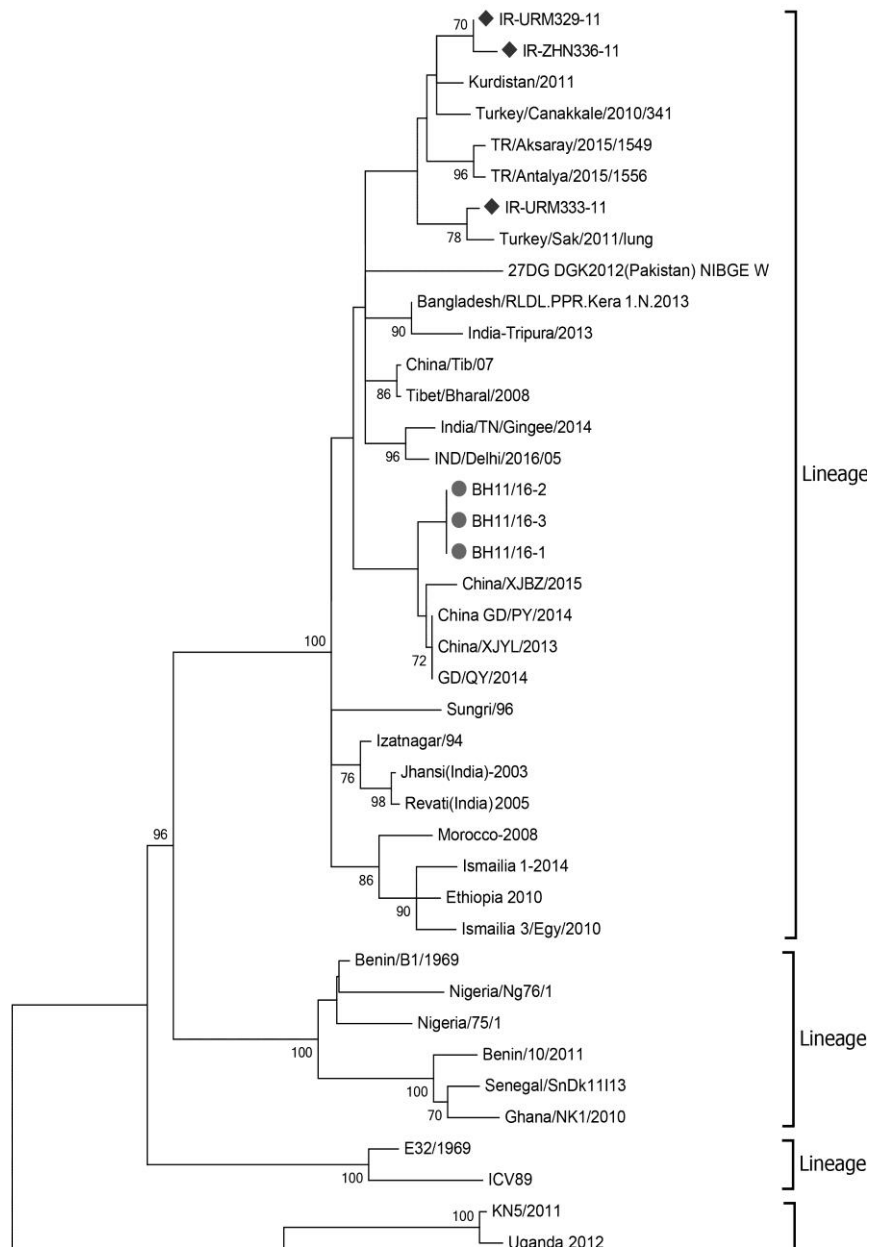 70
IR-URM329-11
IR-ZHN336-11
Kurdistan/2011
Turkey/Canakkale/2010/341
TR/Aksaray/2015/1549
96
TR/Antalya/2015/1556
IR-URM333-11
78
Turkey/Sak/2011/lung
27DG DGK2012(Pakistan) NIBGE W
Bangladesh/RLDL.PPR.Kera 1.N.2013
90
India-Tripura/2013
China/Tib/07
86
Tibet/Bharal/2008
India/TN/Gingee/2014
96
IND/Delhi/2016/05
Lineage
BH11/16-2
BH11/16-3
BH11/16-1
China/XJBZ/2015
China GD/PY/2014
100
China/XJYL/2013
72
GD/QY/2014
Sungri/96
Izatnagar/94
76
Jhansi(India)-2003
98
Revati(India) 2005
96
Morocco-2008
Ismailia 1-2014
86
Ethiopia 2010
90
Ismailia 3/Egy/2010
Benin/B1/1969
Nigeria/Ng76/1
Nigeria/75/1
Lineage
100
Benin/10/2011
100
Senegal/SnDk11I13
70
Ghana/NK1/2010
E32/1969
Lineage
100
ICV89
100
KN5/2011
Uganda 2012